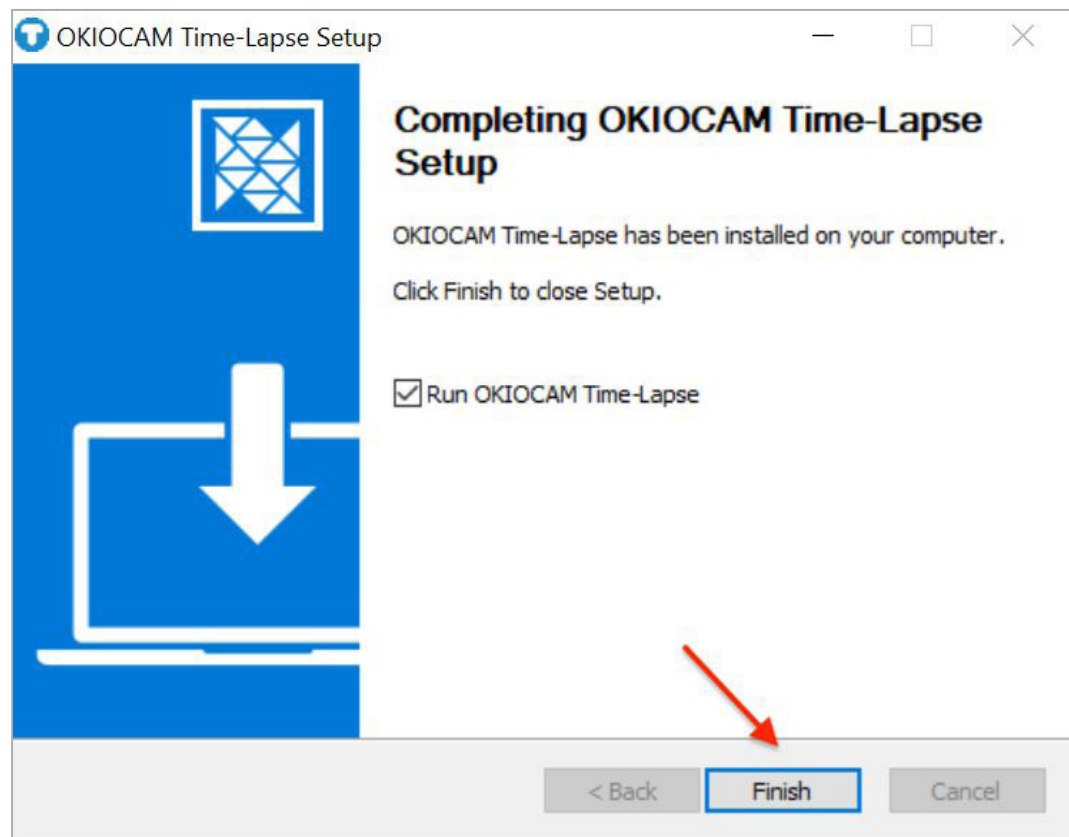 OKIOCAM Time-Lapse Setup
Completing OKIOCAM Time-Lapse
Setup
OKIOCAM Time-Lapse has been installed on your computer.
Click Finish to close Setup.
Run OKIOCAM Time-Lapse
< Back
Finish
Cancel